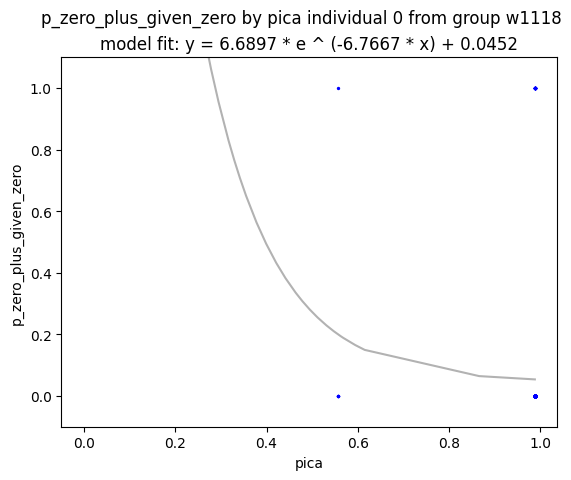 p_zero_plus_given_zero by pica individual 0 from group w1118
model fit: y = 6.6897 * e ^ (-6.7667 * x) + 0.0452
1.0
0.8
0.6
0.4
0.2
0.0
p_zero_plus_given_zero
0.0 0.2 0.4 0.6 0.8 1.0
pica